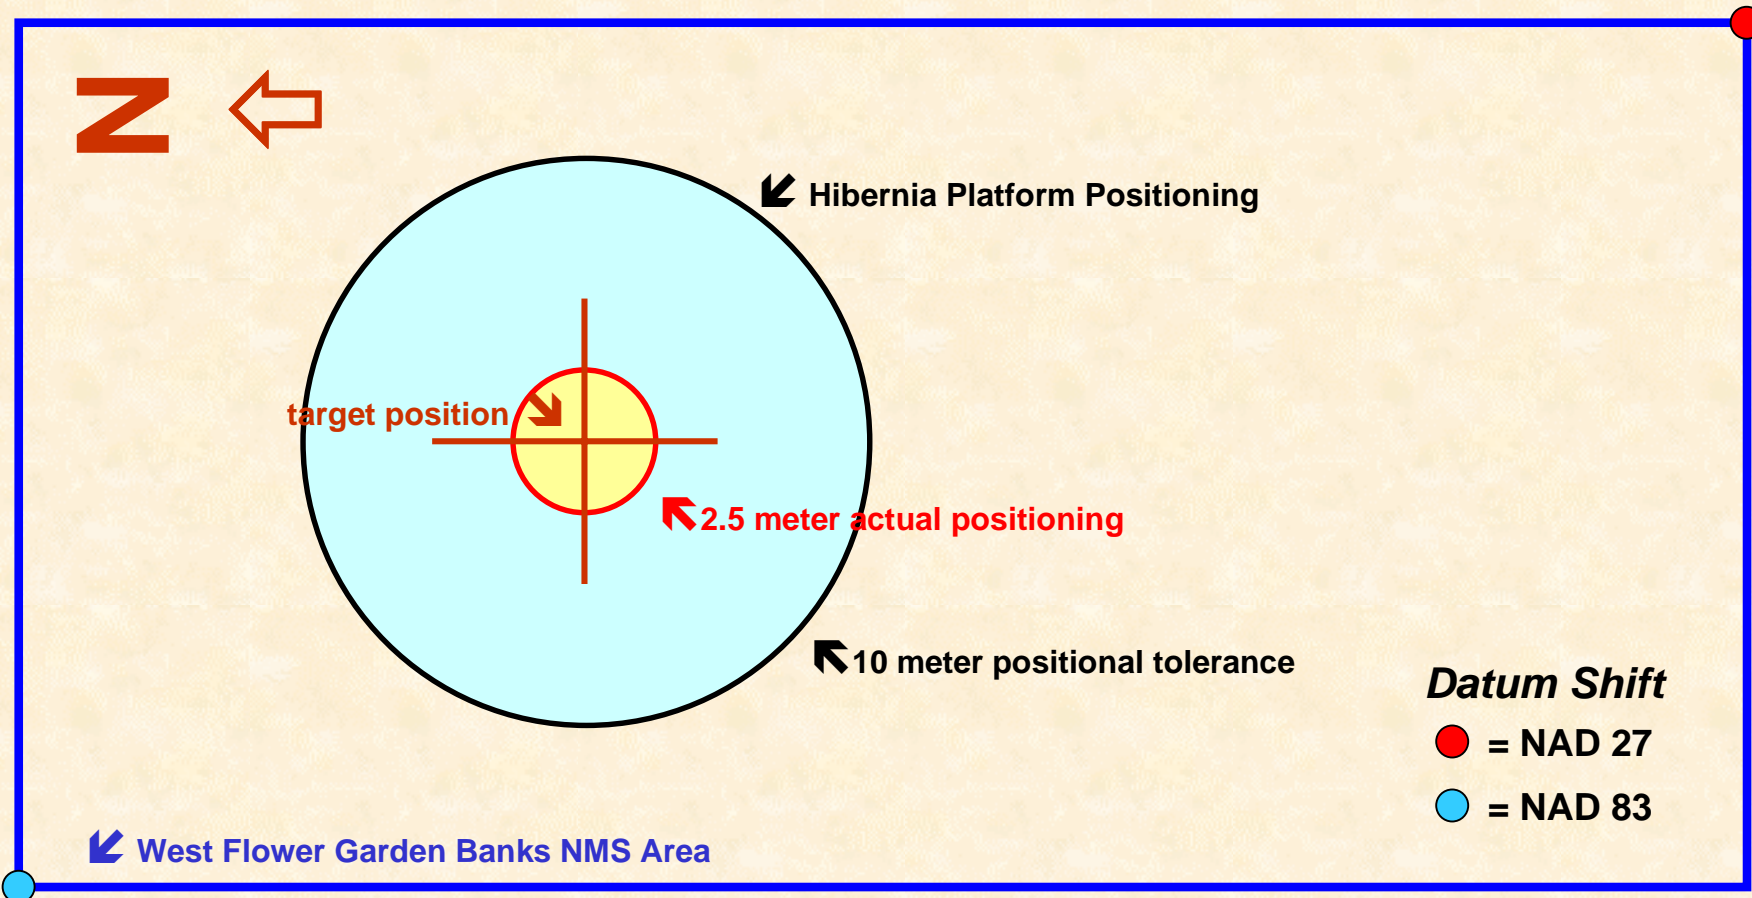 N
Hibernia Platform Positioning
target position
2.5 meter actual positioning
10 meter positional tolerance
Datum Shift
= NAD 27
= NAD 83
West Flower Garden Banks NMS Area